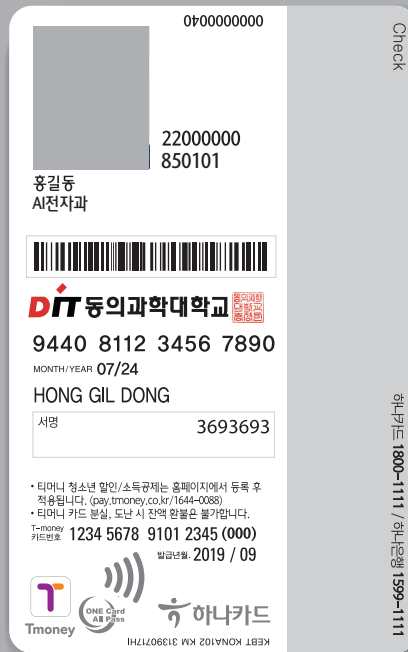 0t00000000040
Check
22000000
850101
홍길동
AI전자과
DIT 동의과학대학교
9440 8112 3456 7890
MONTH/YEAR 07/24
HONG GIL DONG
서명
3693693
• 티머니 청소년 할인/소득공제는 홈페이지에서 등록 후
적용됩니다. (pay.tmoney.co.kr/1644-0088)
• 티머니 카드 분실, 도난 시 잔액 환불은 불가합니다.
T-money
카드번호 1234 5678 9101 2345 (000)
발급년월. 2019 / 09
Tmoney
ONE Card
All Pass
하나카드
KEBT KONA102 KM 3139071HI
하나카드 1800-1111 / 하나은행 1599-1111